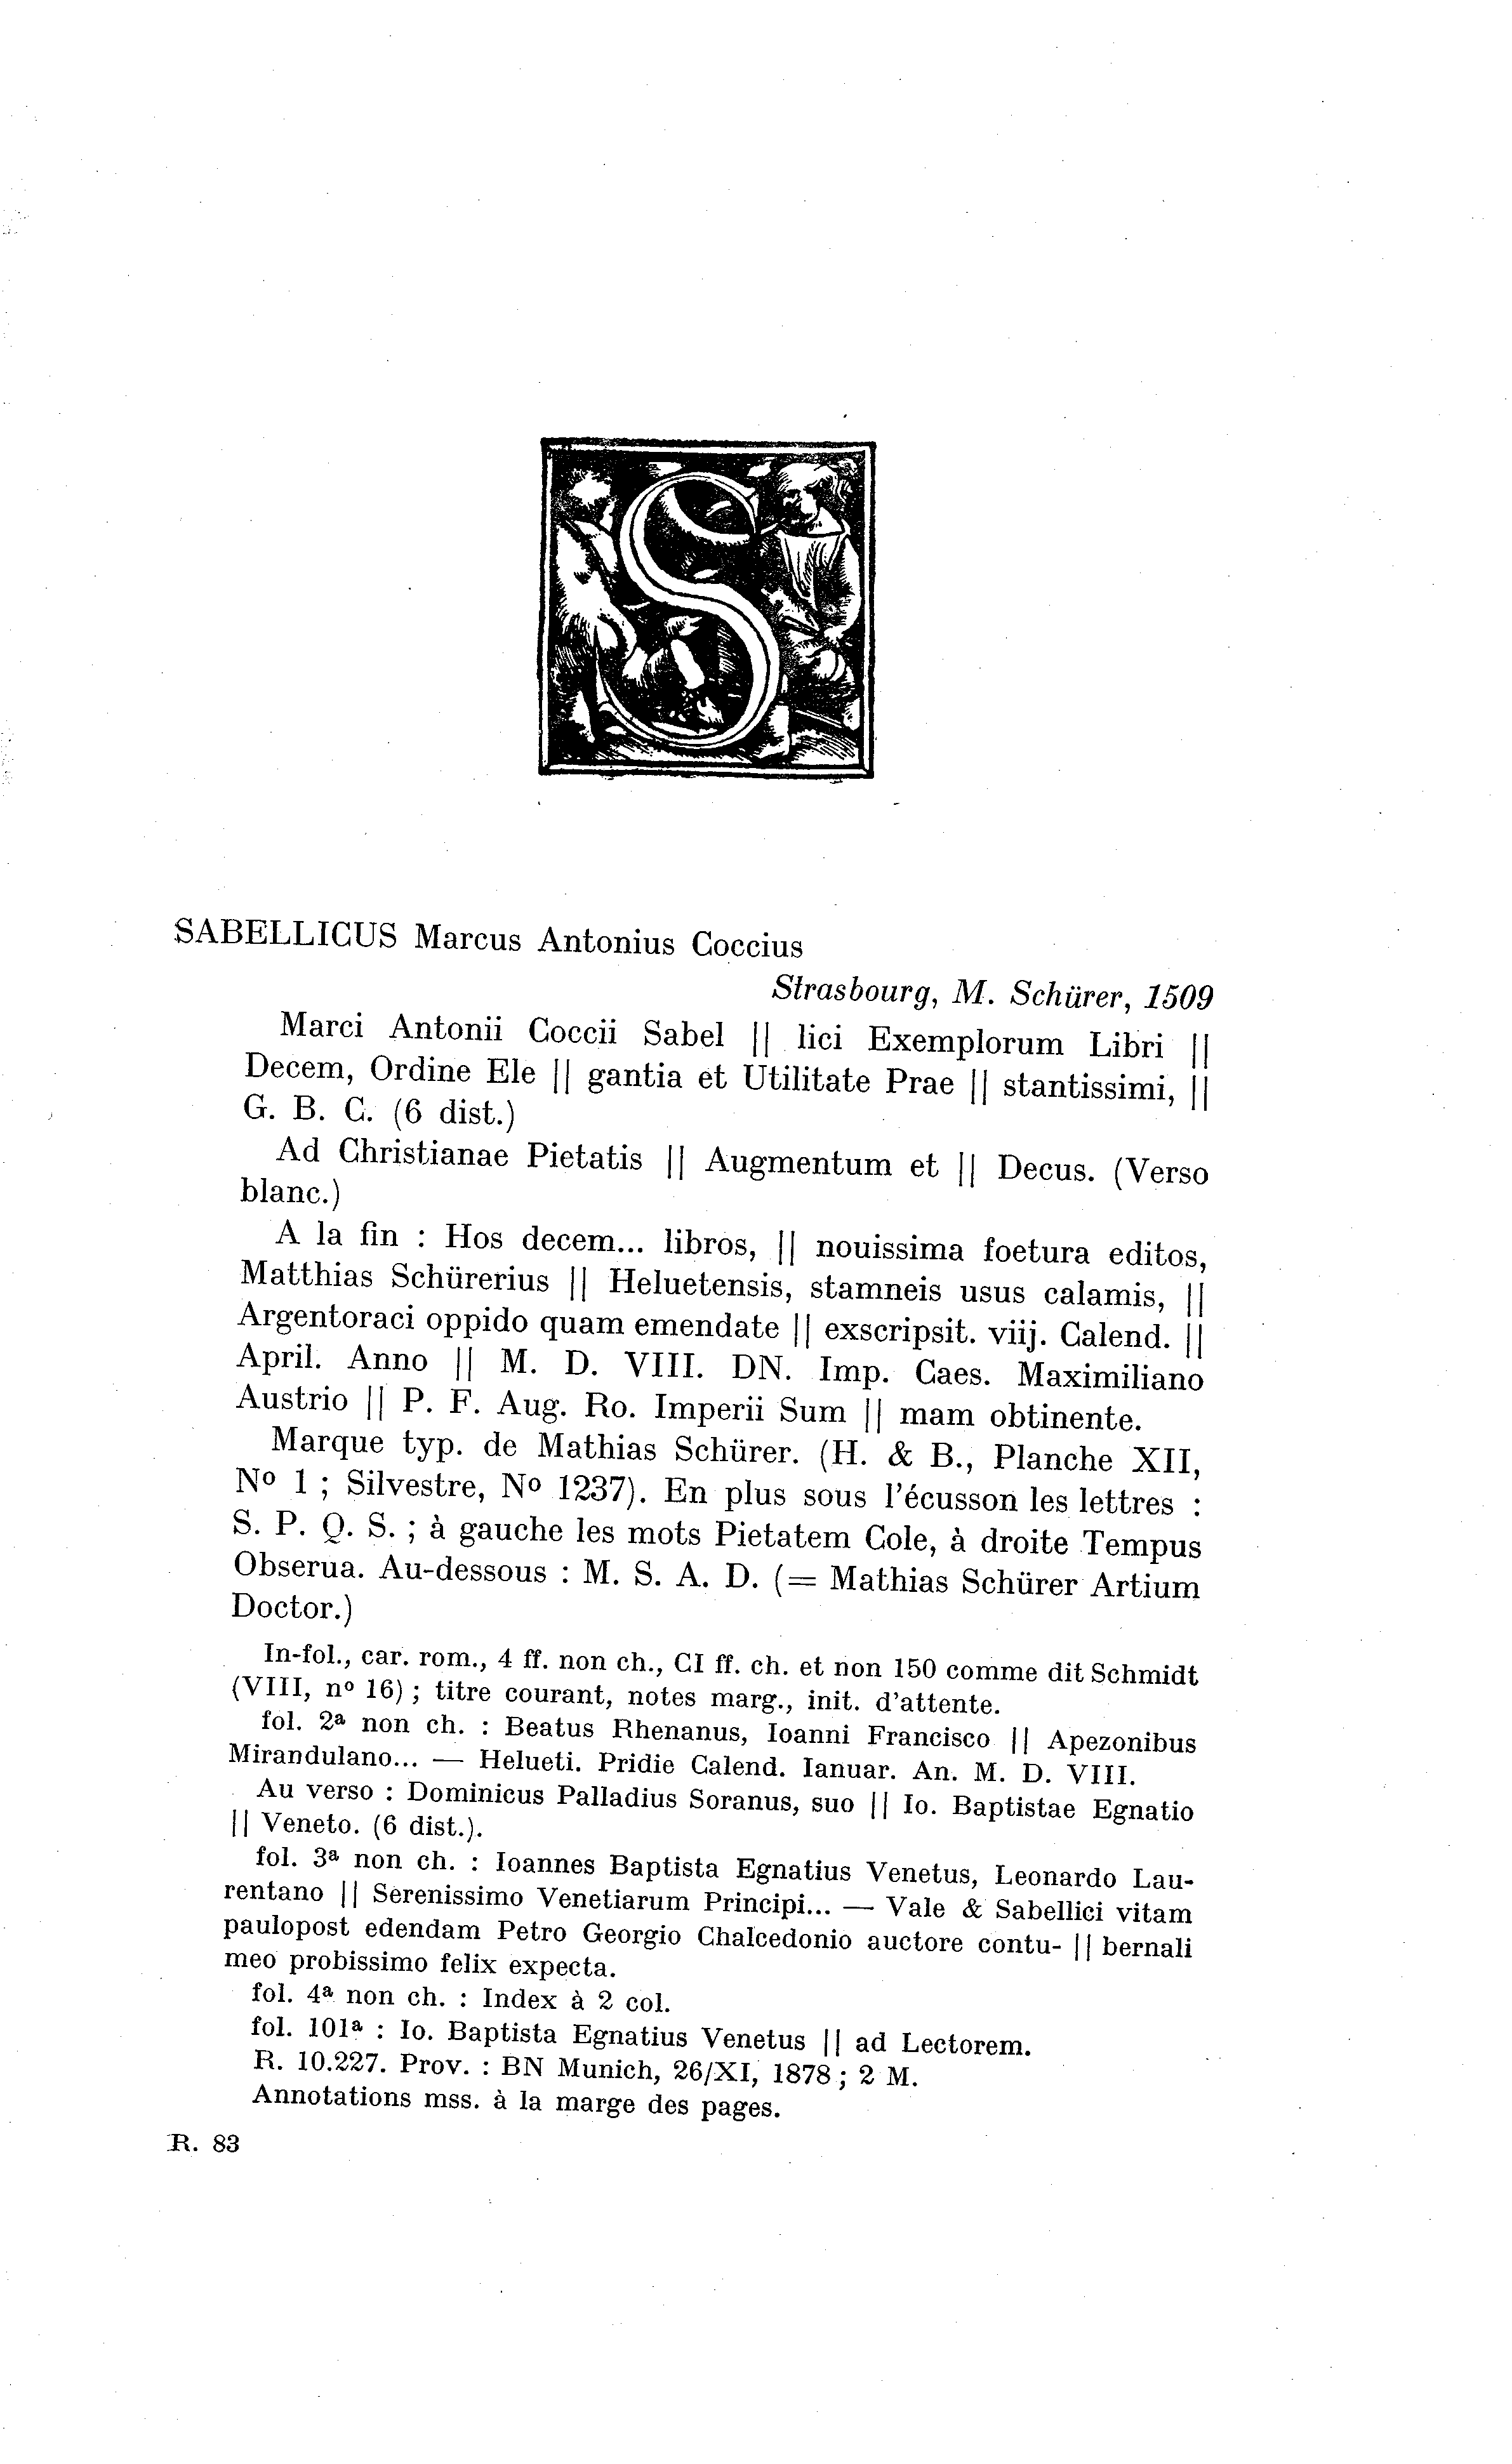 S
SABELLICUS Marcus Antonius Coccius
Strasbourg, M. Schürer, 1509
Marci Antonii Coccii Sabel || lici Exemplorum Libri ||
Decem, Ordine Ele || gantia et Utilitate Prae || stantissimi, ||
G. B. C. (6 dist.)
Ad Christianae Pietatis || Augmentum et || Decus. (Verso
blanc.)
A la fin : Hos decem... libros, || nouissima foetura editos,
Matthias Schürerius || Heluetensis, stamneis usus calamis, ||
Argentoraci oppido quam emendate || exscripsit. viij. Calend. ||
April. Anno || M. D. VIII. DN. Imp. Caes. Maximiliano
Austrio || P. F. Aug. Ro. Imperii Sum || mam obtinente.
Marque typ. de Mathias Schürer. (H. & B., Planche XII,
No 1 ; Silvestre, No 1237). En plus sous l'écusson les lettres :
S. P. Q. S. ; à gauche les mots Pietatem Cole, à droite Tempus
Obserua. Au-dessous : M. S. A. D. (= Mathias Schürer Artium
Doctor.)
In-fol., car. rom., 4 ff. non ch., CI ff. ch. et non 150 comme dit Schmidt
(VIII, no 16) ; titre courant, notes marg., init. d'attente.
fol. 2a non ch. : Beatus Rhenanus, Ioanni Francisco || Apezonibus
Mirandulano... — Helueti. Pridie Calend. Ianuar. An. M. D. VIII.
Au verso : Dominicus Palladius Soranus, suo || Io. Baptistae Egnatio
|| Veneto. (6 dist.).
fol. 3a non ch. : Ioannes Baptista Egnatius Venetus, Leonardo Lau-
rentano || Serenissimo Venetiarum Principi... — Vale & Sabellici vitam
paulopost edendam Petro Georgio Chalcedonio auctore contu- || bernali
meo probissimo felix expecta.
fol. 4a non ch. : Index à 2 col.
fol. 101a : Io. Baptista Egnatius Venetus || ad Lectorem.
R. 10.227. Prov. : BN Munich, 26/XI, 1878 ; 2 M.
Annotations mss. à la marge des pages.
R. 83